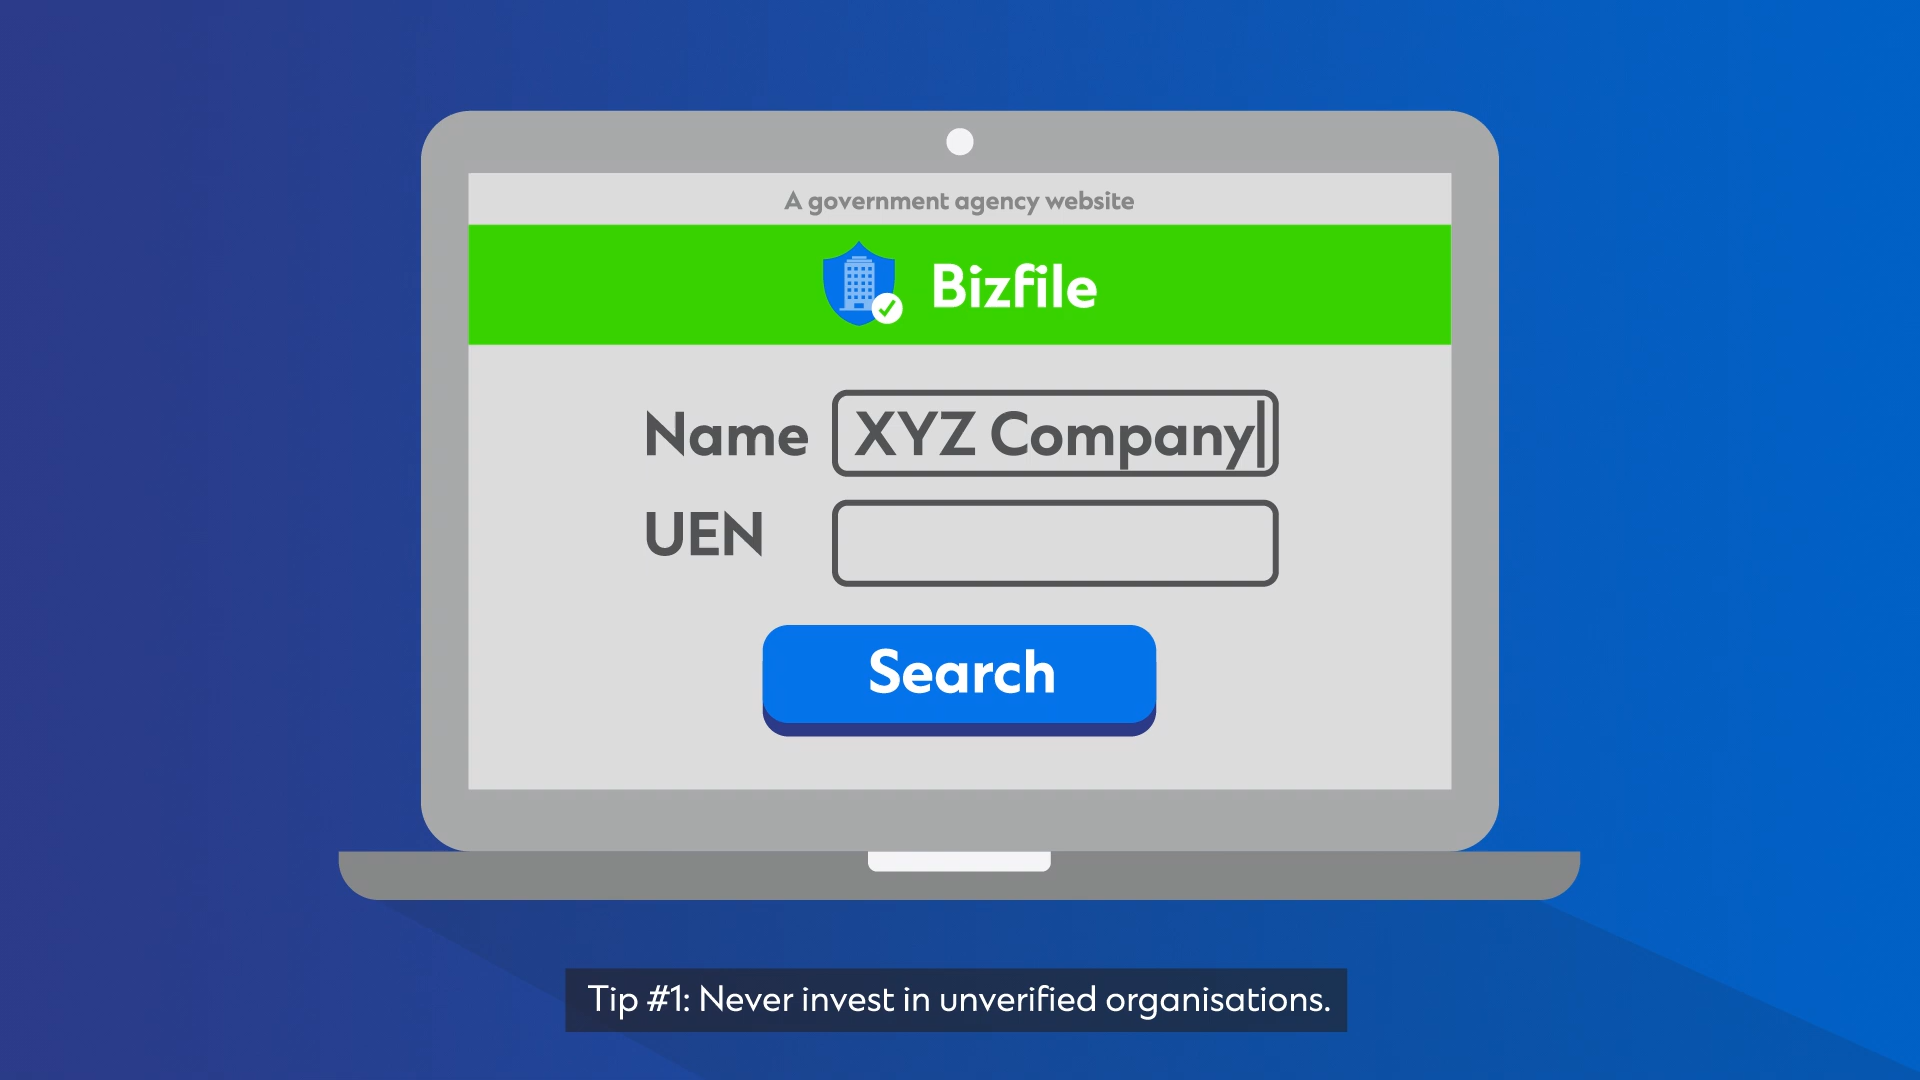 A government agency website
Bizfile
Name XYZ Company
UEN
Search
Tip #1: Never invest in unverified organisations.